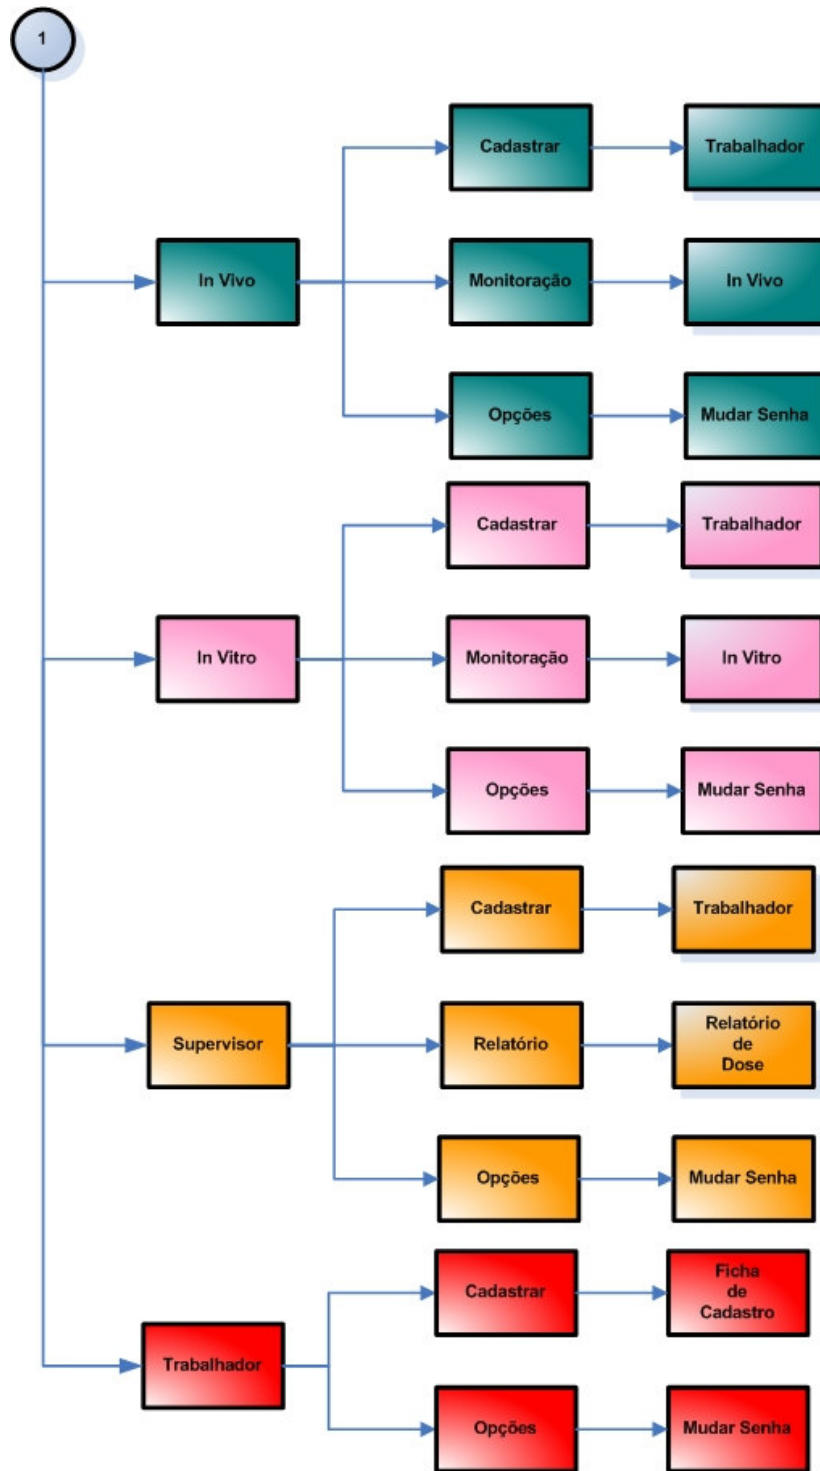 1
Cadastrar
Trabalhador
In Vivo
Monitoração
In Vivo
Opções
Mudar Senha
Cadastrar
Trabalhador
In Vitro
Monitoração
In Vitro
Opções
Mudar Senha
Cadastrar
Trabalhador
Supervisor
Relatório
Relatório
de
Dose
Opções
Mudar Senha
Cadastrar
Ficha
de
Cadastro
Trabalhador
Opções
Mudar Senha